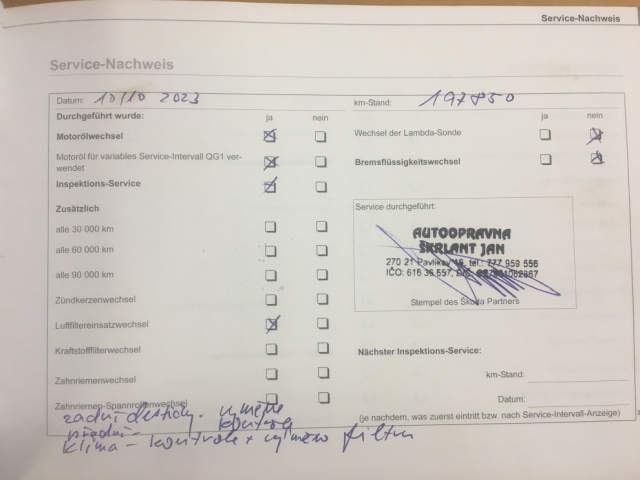 Service-Nachweis
Service-Nachweis
Datum: 10/10 2023
km-Stand: 197850
Durchgeführt wurde: ja nein
ja nein
Motorölwechsel
Wechsel der Lambda-Sonde
Motoröl für variables Service-Intervall QG1 ver-
wendet
Bremsflüssigkeitswechsel
Inspektions-Service
Zusätzlich
Service durchgeführt:
alle 30 000 km
AUTOOPRAVNA
ŠKRLANT JAN
alle 60 000 km
270 21 Pavlíkov tel.: 777 959 556
IČO: 616 36 557,
alle 90 000 km
Stempel des Škoda Partners
Zündkerzenwechsel
Luftfiltereinsatzwechsel
Kraftstofffilterwechsel
Nächster Inspektions-Service:
Zahnriemenwechsel
km-Stand:
Zahnriemen-Spannrollenwechsel
Datum:
(je nachdem, was zuerst eintritt bzw. nach Service-Intervall-Anzeige)
zadní destičky - výměna
přední - kontrola
klima - kontrola + výměna filtru